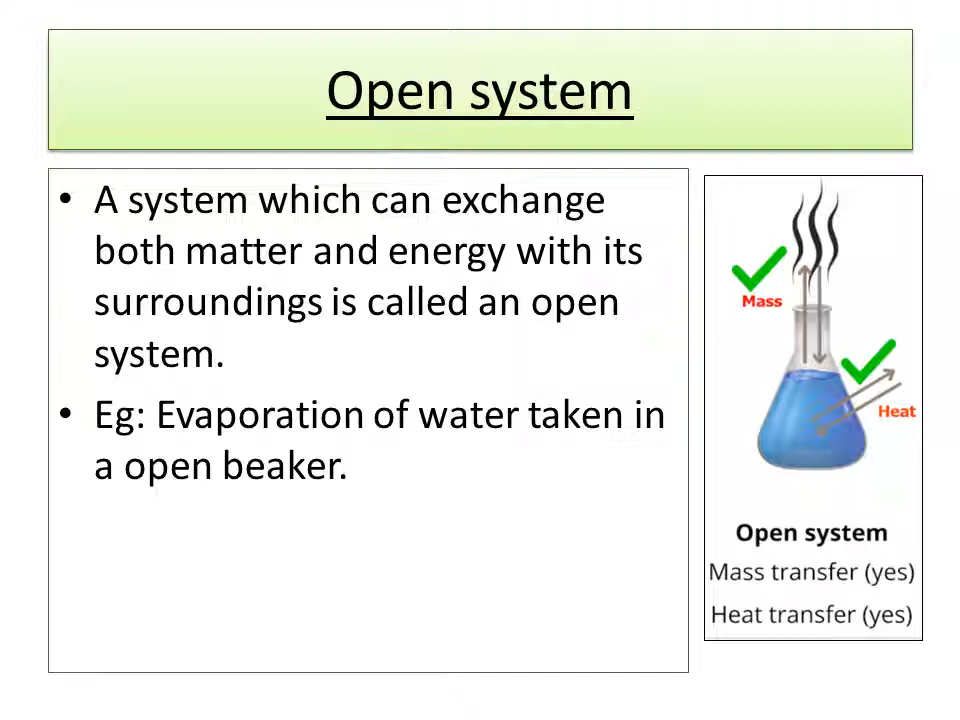 Open system
• A system which can exchange
both matter and energy with its
surroundings is called an open
system.
• Eg: Evaporation of water taken in
a open beaker.
Mass
Heat
Open system
Mass transfer (yes)
Heat transfer (yes)